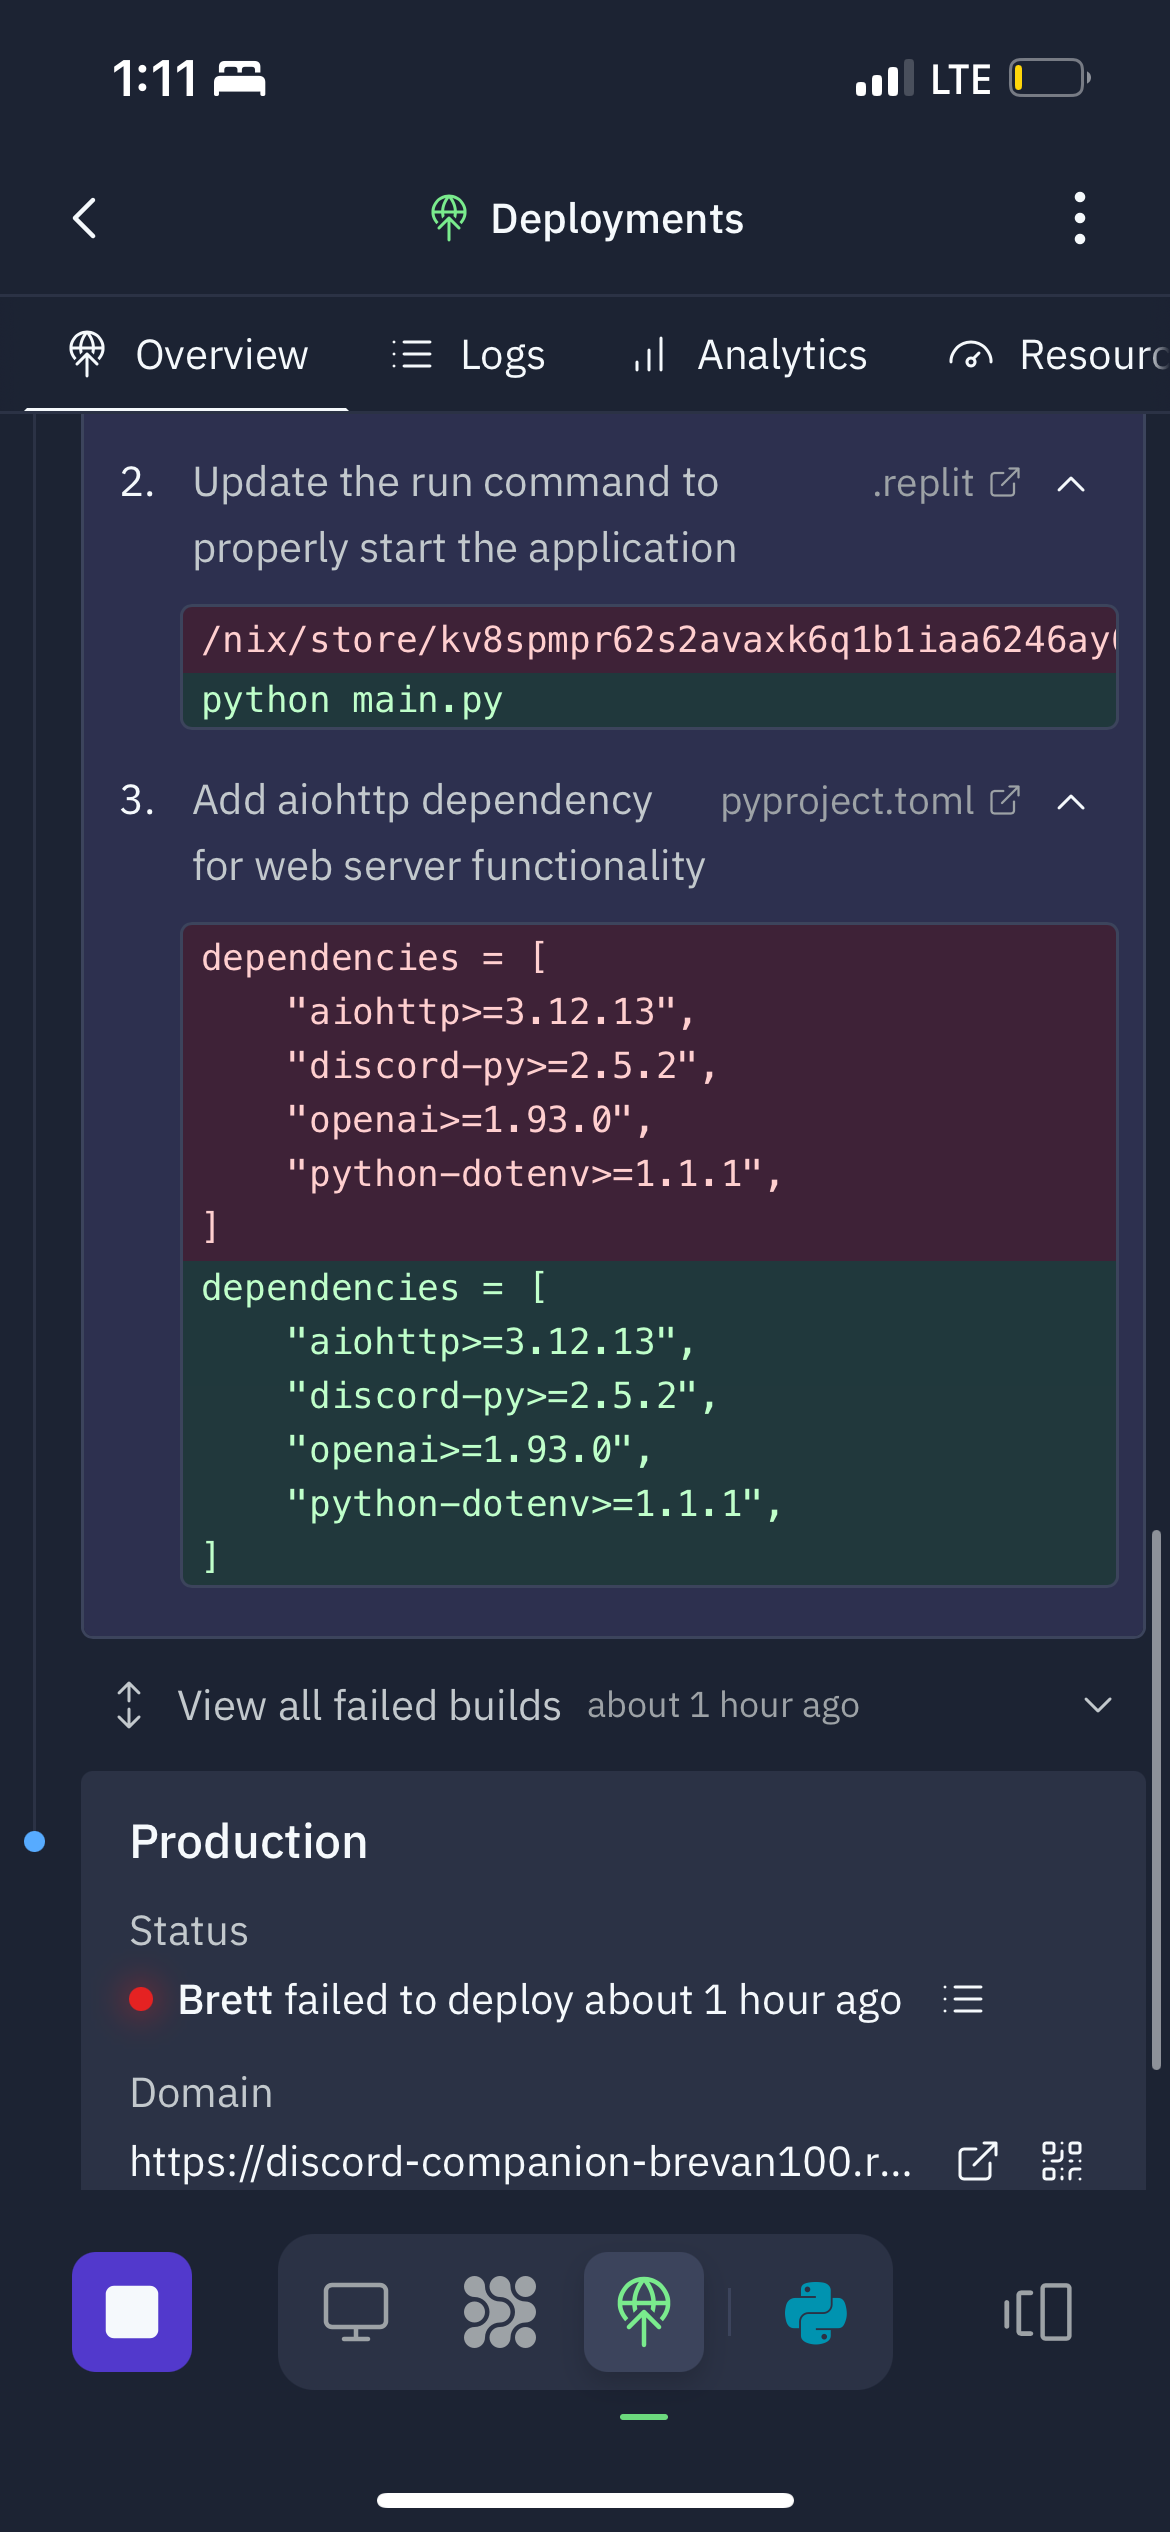 1:11 LTE
Deployments
Overview Logs Analytics Resourc
2. Update the run command to .replit
properly start the application
/nix/store/kv8spmpr62s2avaxk6q1b1iaa6246ay
python main.py
3. Add aiohttp dependency pyproject.toml
for web server functionality
dependencies = [
"aiohttp>=3.12.13",
"discord-py>=2.5.2",
"openai>=1.93.0",
"python-dotenv>=1.1.1",
]
dependencies = [
"aiohttp>=3.12.13",
"discord-py>=2.5.2",
"openai>=1.93.0",
"python-dotenv>=1.1.1",
]
View all failed builds about 1 hour ago
Production
Status
Brett failed to deploy about 1 hour ago
Domain
https://discord-companion-brevan100.r...